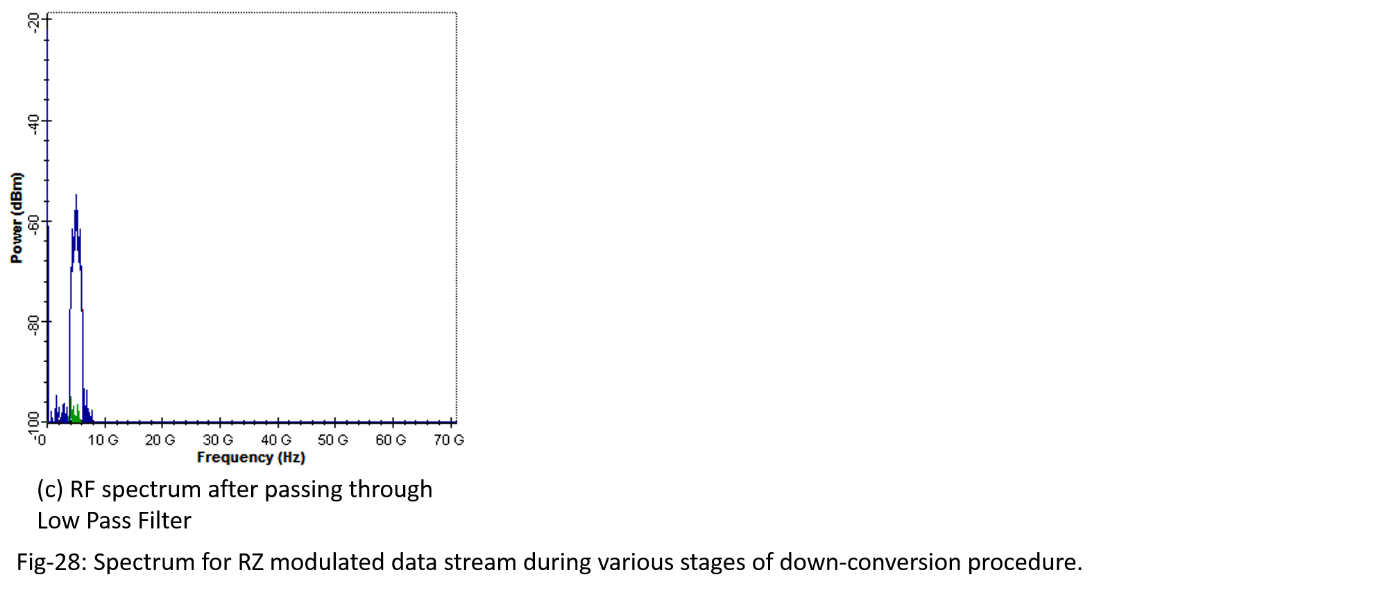 -20
-40
-60
-80
-100
Power (dBm)
0 10 G 20 G 30 G 40 G 50 G 60 G 70 G
Frequency (Hz)
(c) RF spectrum after passing through
Low Pass Filter
Fig-28: Spectrum for RZ modulated data stream during various stages of down-conversion procedure.